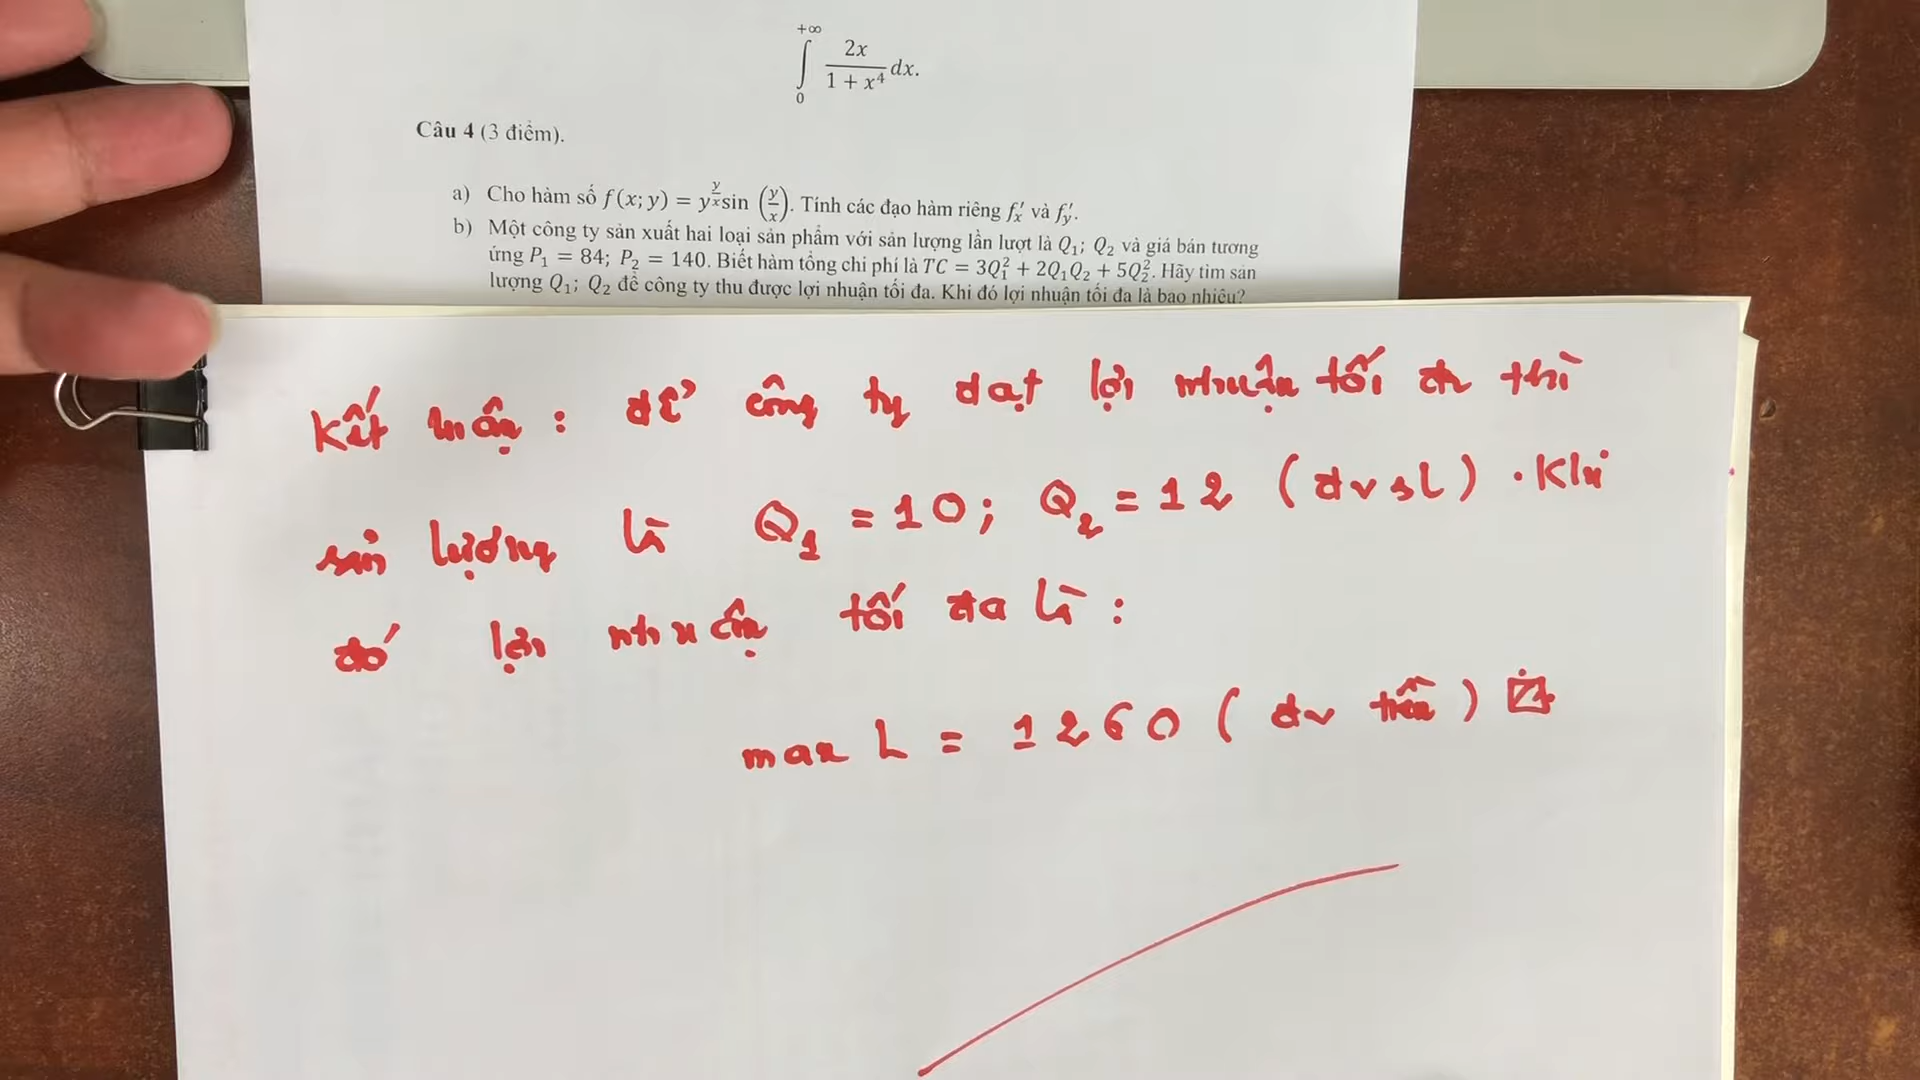 +∞
∫ 2x / (1 + x⁴) dx.
0
Câu 4 (3 điểm).
a) Cho hàm số f(x; y) = y^(y/x) sin (y/x). Tính các đạo hàm riêng f′ₓ và f′ᵧ.
b) Một công ty sản xuất hai loại sản phẩm với sản lượng lần lượt là Q₁; Q₂ và giá bán tương
ứng P₁ = 84; P₂ = 140. Biết hàm tổng chi phí là TC = 3Q₁² + 2Q₁Q₂ + 5Q₂². Hãy tìm sản
lượng Q₁; Q₂ để công ty thu được lợi nhuận tối đa. Khi đó lợi nhuận tối đa là bao nhiêu?
Kết luận : để công ty đạt lợi nhuận tối đa thì
sản lượng là Q₁ = 10; Q₂ = 12 (đvsl). Khi
đó lợi nhuận tối đa là :
max L = 1260 (đv tiền)